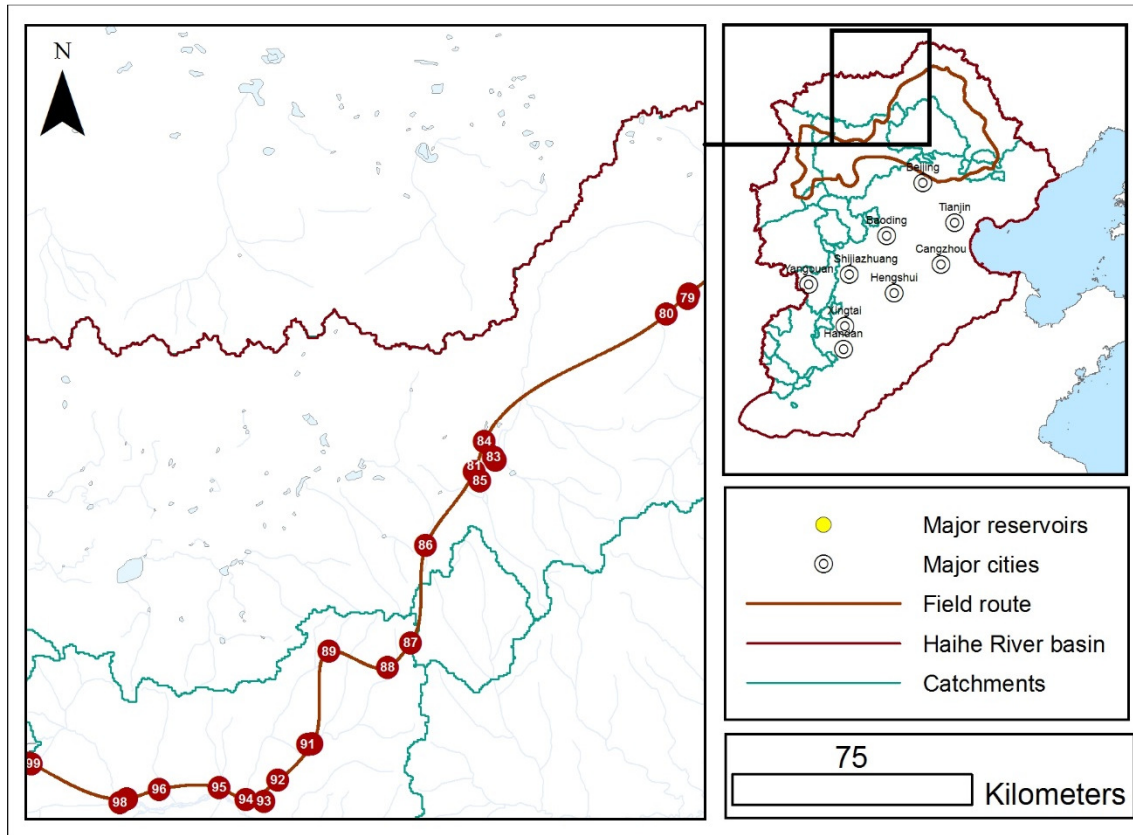 N
79
80
84
83
81
85
86
87
89
88
91
99
92
96
95
94
93
98
Beijing
Tianjin
Baoding
Cangzhou
Shijiazhuang
Yangquan
Hengshui
Xingtai
Handan
Major reservoirs
Major cities
Field route
Haihe River basin
Catchments
75
Kilometers